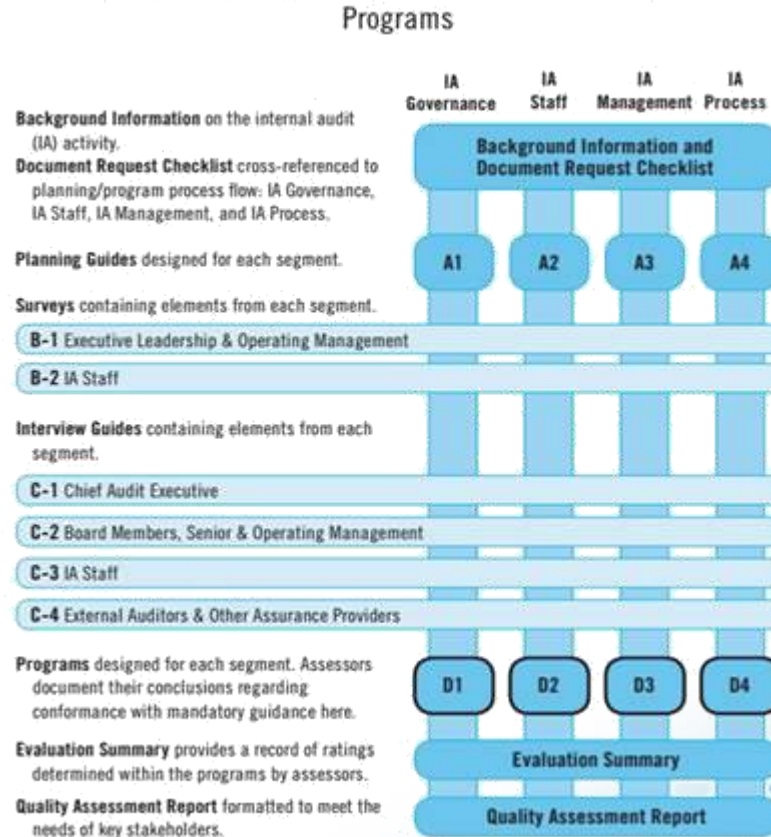 Programs
IA Governance
IA Staff
IA Management
IA Process
Background Information on the internal audit
(IA) activity.
Document Request Checklist cross-referenced to
planning/program process flow: IA Governance,
IA Staff, IA Management, and IA Process.
Background Information and
Document Request Checklist
Planning Guides designed for each segment.
A1
A2
A3
A4
Surveys containing elements from each segment.
B-1 Executive Leadership & Operating Management
B-2 IA Staff
Interview Guides containing elements from each
segment.
C-1 Chief Audit Executive
C-2 Board Members, Senior & Operating Management
C-3 IA Staff
C-4 External Auditors & Other Assurance Providers
Programs designed for each segment. Assessors
document their conclusions regarding
conformance with mandatory guidance here.
D1
D2
D3
D4
Evaluation Summary provides a record of ratings
determined within the programs by assessors.
Evaluation Summary
Quality Assessment Report formatted to meet the
needs of key stakeholders.
Quality Assessment Report